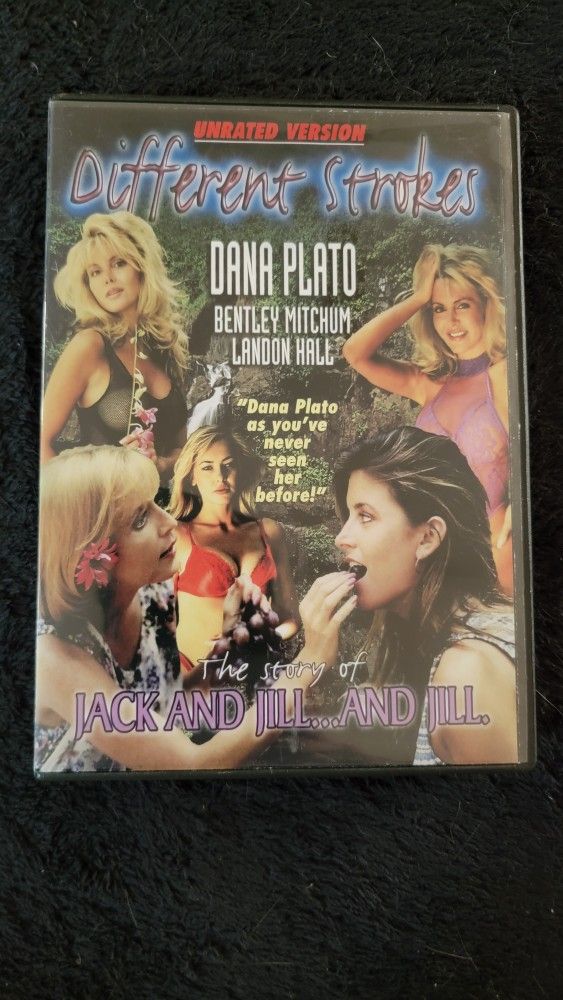 UNRATED VERSION
Different Strokes
DANA PLATO
BENTLEY MITCHUM
LANDON HALL
"Dana Plato
as you've
never
seen
her
before!"
The story of
JACK AND JILL...AND JILL.